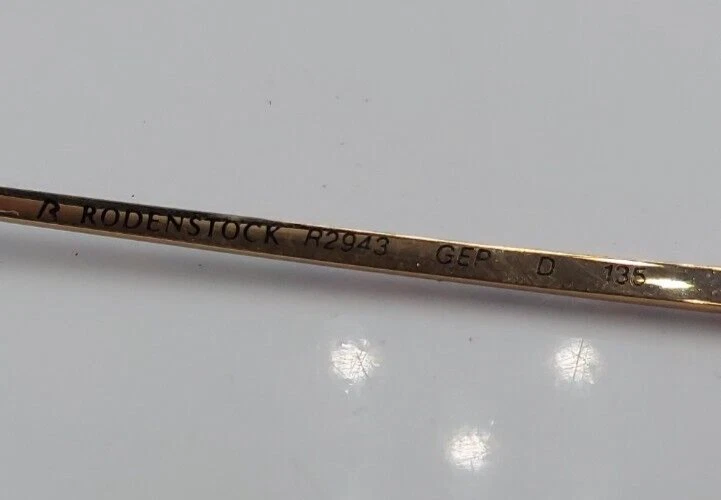 R RODENSTOCK R2943 GEP D 135